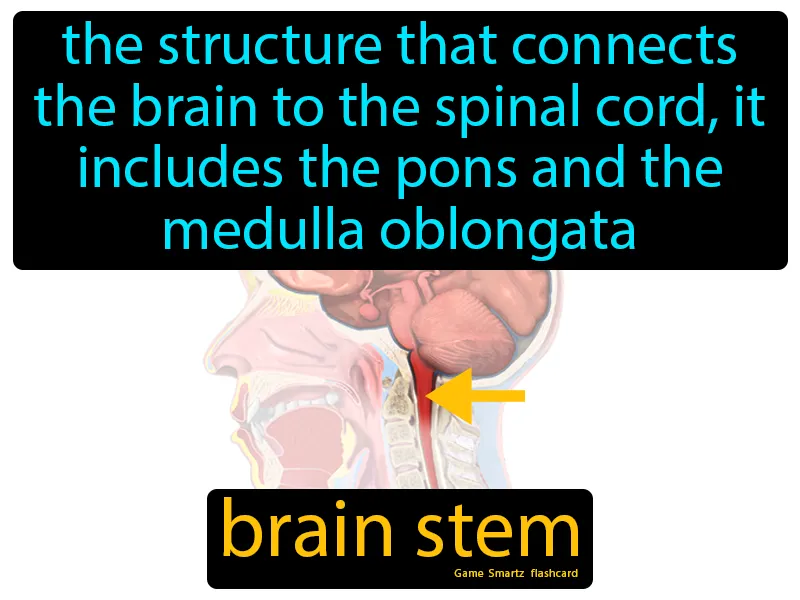 the structure that connects
the brain to the spinal cord, it
includes the pons and the
medulla oblongata
brain stem
Game Smartz flashcard